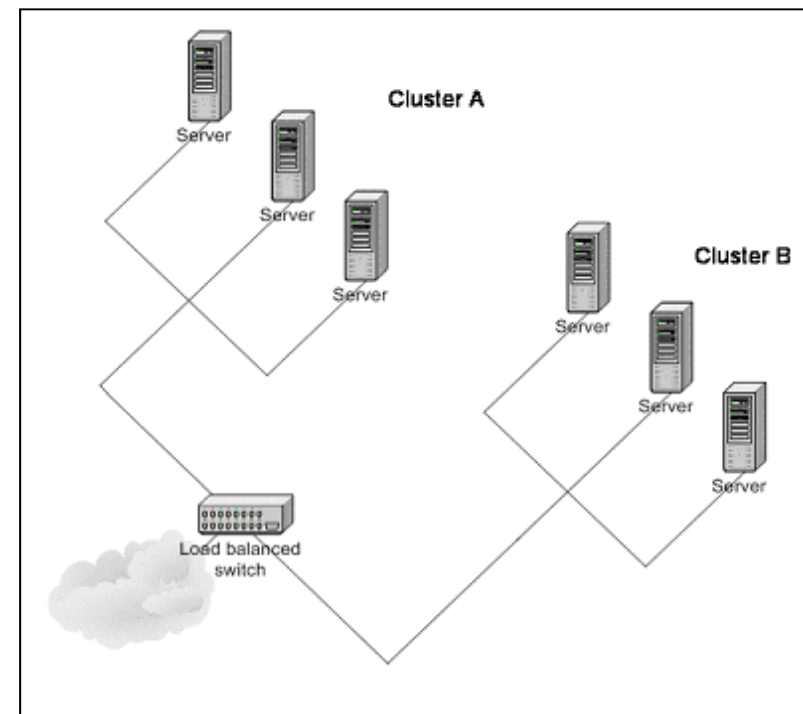 Cluster A
Server
Server
Server
Cluster B
Server
Server
Server
Load balanced
switch